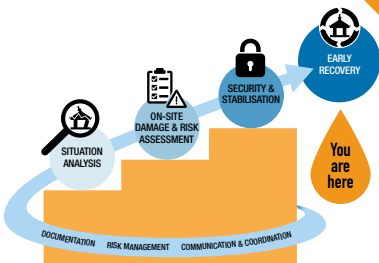 EARLY
RECOVERY
SECURITY &
STABILISATION
ON-SITE
DAMAGE & RISK
ASSESSMENT
SITUATION
ANALYSIS
You
are
here
DOCUMENTATION RISK MANAGEMENT COMMUNICATION & COORDINATION